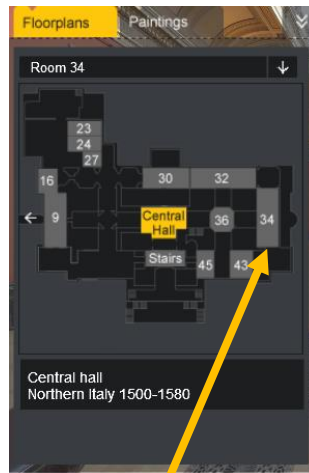 Floorplans Paintings
Room 34
23
24
27
16 30 32
9 Central Hall 36 34
Stairs 45 43
Central hall
Northern Italy 1500-1580